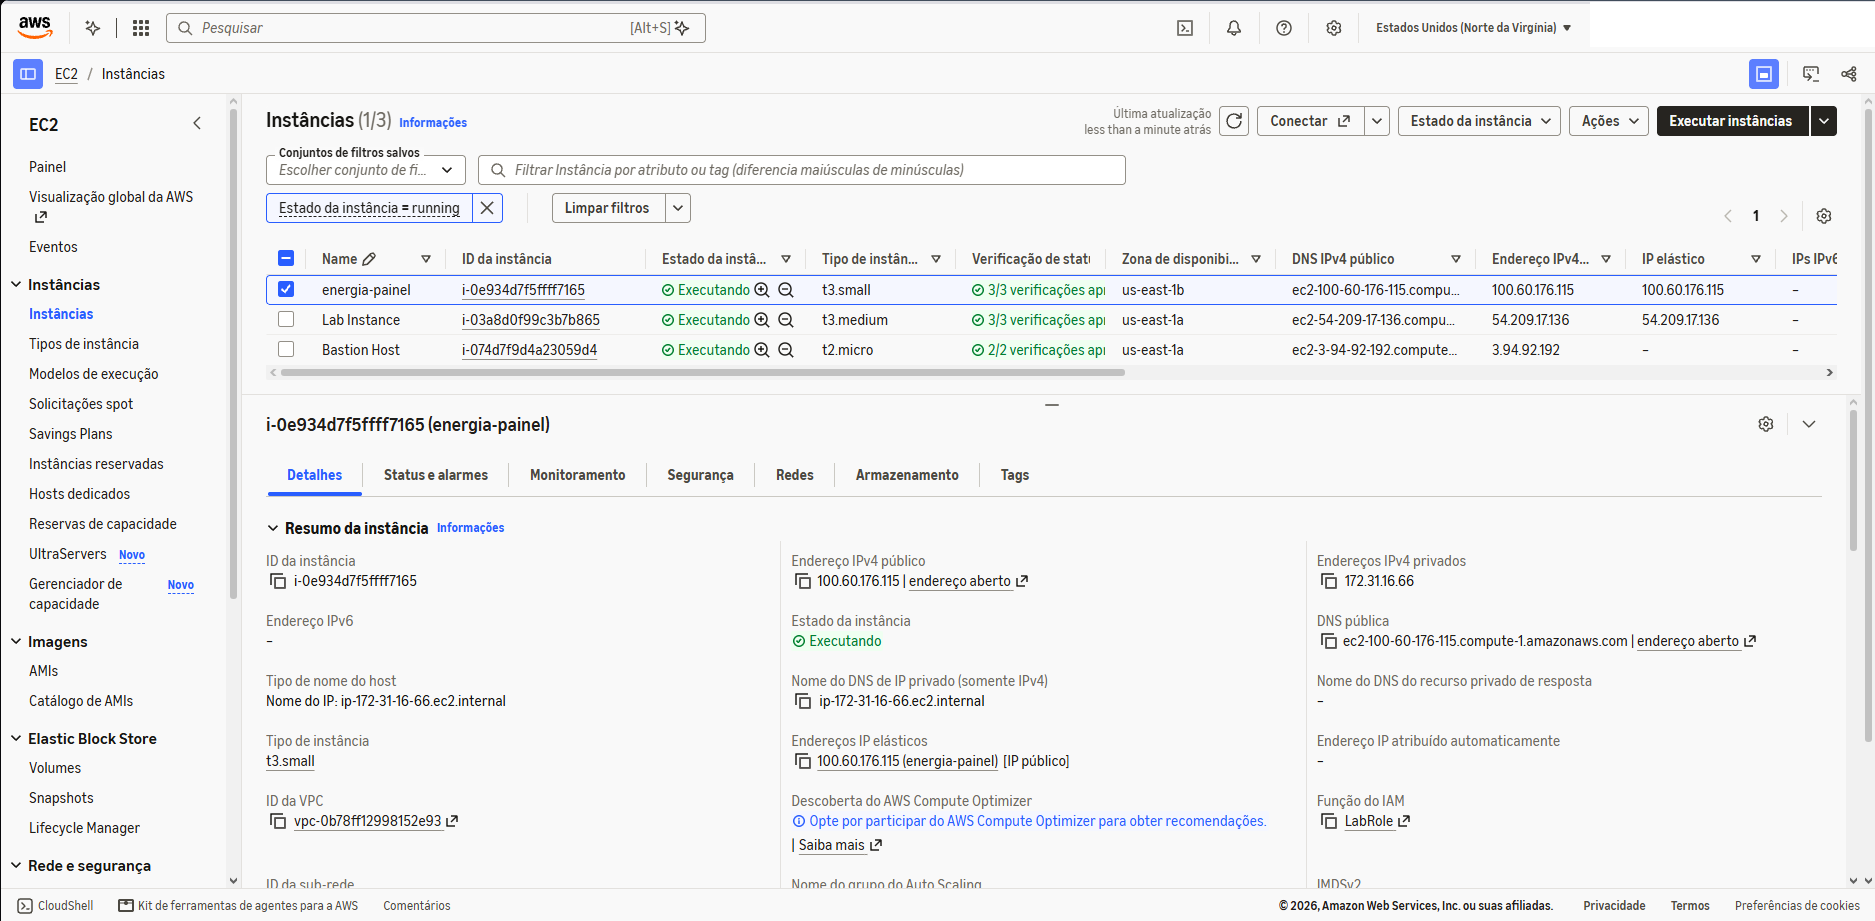 aws
Pesquisar [Alt+S]
Estados Unidos (Norte da Virgínia)
EC2 / Instâncias
EC2
Painel
Visualização global da AWS
Eventos
Instâncias
Instâncias
Tipos de instância
Modelos de execução
Solicitações spot
Savings Plans
Instâncias reservadas
Hosts dedicados
Reservas de capacidade
UltraServers Novo
Gerenciador de capacidade Novo
Imagens
AMIs
Catálogo de AMIs
Elastic Block Store
Volumes
Snapshots
Lifecycle Manager
Rede e segurança
Instâncias (1/3) Informações
Última atualização
less than a minute atrás
Conectar
Estado da instância
Ações
Executar instâncias
Conjuntos de filtros salvos
Escolher conjunto de fi...
Filtrar Instância por atributo ou tag (diferencia maiúsculas de minúsculas)
Estado da instância = running
Limpar filtros
1
Name ID da instância Estado da instâ... Tipo de instân... Verificação de statu Zona de disponibi... DNS IPv4 público Endereço IPv4... IP elástico IPs IPv6
energia-painel i-0e934d7f5ffff7165 Executando t3.small 3/3 verificações apr us-east-1b ec2-100-60-176-115.compu... 100.60.176.115 100.60.176.115 –
Lab Instance i-03a8d0f99c3b7b865 Executando t3.medium 3/3 verificações apr us-east-1a ec2-54-209-17-136.compu... 54.209.17.136 54.209.17.136 –
Bastion Host i-074d7f9d4a23059d4 Executando t2.micro 2/2 verificações apr us-east-1a ec2-3-94-92-192.compute... 3.94.92.192 – –
i-0e934d7f5ffff7165 (energia-painel)
Detalhes Status e alarmes Monitoramento Segurança Redes Armazenamento Tags
Resumo da instância Informações
ID da instância
i-0e934d7f5ffff7165
Endereço IPv4 público
100.60.176.115 | endereço aberto
Endereços IPv4 privados
172.31.16.66
Endereço IPv6
–
Estado da instância
Executando
DNS pública
ec2-100-60-176-115.compute-1.amazonaws.com | endereço aberto
Tipo de nome do host
Nome do IP: ip-172-31-16-66.ec2.internal
Nome do DNS de IP privado (somente IPv4)
ip-172-31-16-66.ec2.internal
Nome do DNS do recurso privado de resposta
–
Tipo de instância
t3.small
Endereços IP elásticos
100.60.176.115 (energia-painel) [IP público]
Endereço IP atribuído automaticamente
–
ID da VPC
vpc-0b78ff12998152e93
Descoberta do AWS Compute Optimizer
Opte por participar do AWS Compute Optimizer para obter recomendações.
| Saiba mais
Função do IAM
LabRole
ID da sub-rede
Nome do grupo do Auto Scaling
IMDSv2
CloudShell Kit de ferramentas de agentes para a AWS Comentários
© 2026, Amazon Web Services, Inc. ou suas afiliadas. Privacidade Termos Preferências de cookies